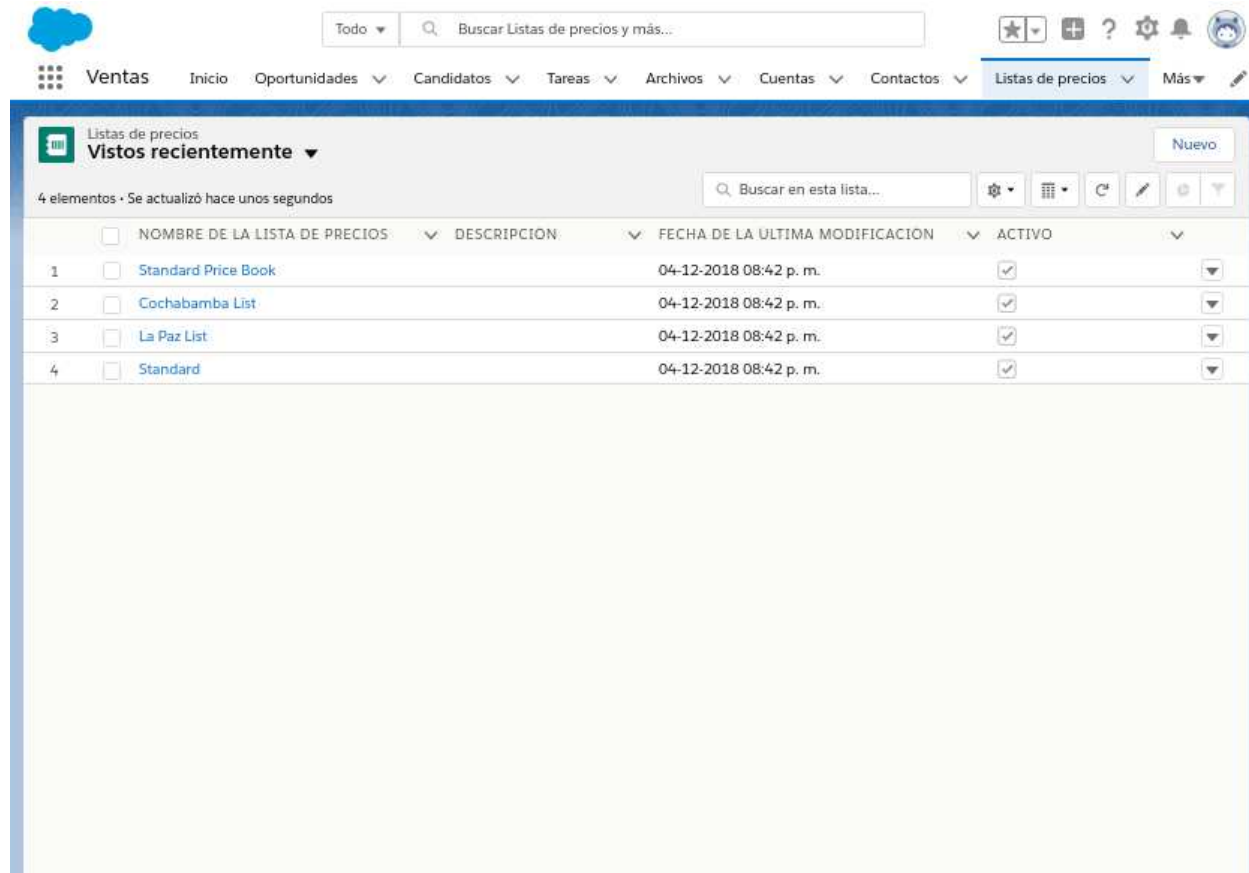 Todo Buscar Listas de precios y más...
Ventas Inicio Oportunidades Candidatos Tareas Archivos Cuentas Contactos Listas de precios Más
Listas de precios
Vistos recientemente
Nuevo
4 elementos • Se actualizó hace unos segundos
Buscar en esta lista...
NOMBRE DE LA LISTA DE PRECIOS DESCRIPCIÓN FECHA DE LA ÚLTIMA MODIFICACIÓN ACTIVO
1 Standard Price Book 04-12-2018 08:42 p. m.
2 Cochabamba List 04-12-2018 08:42 p. m.
3 La Paz List 04-12-2018 08:42 p. m.
4 Standard 04-12-2018 08:42 p. m.